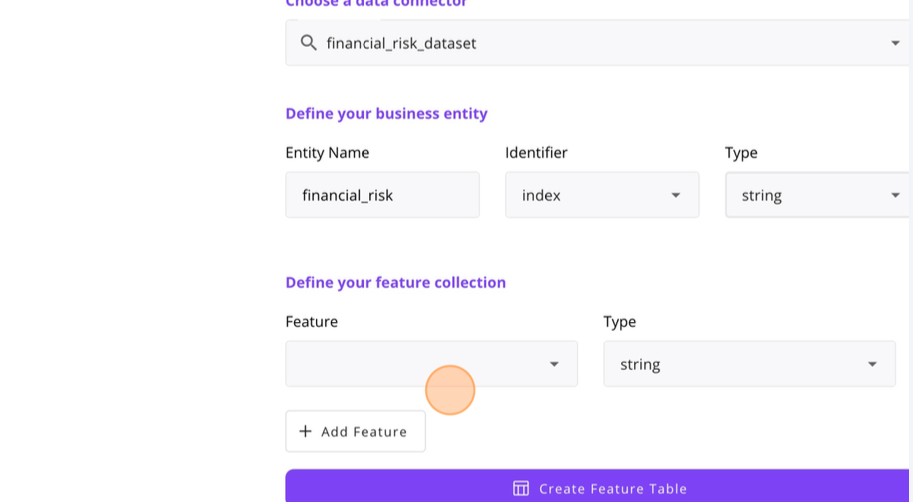 Choose a data connector
financial_risk_dataset
Define your business entity
Entity Name Identifier Type
financial_risk index string
Define your feature collection
Feature Type
string
+ Add Feature
Create Feature Table